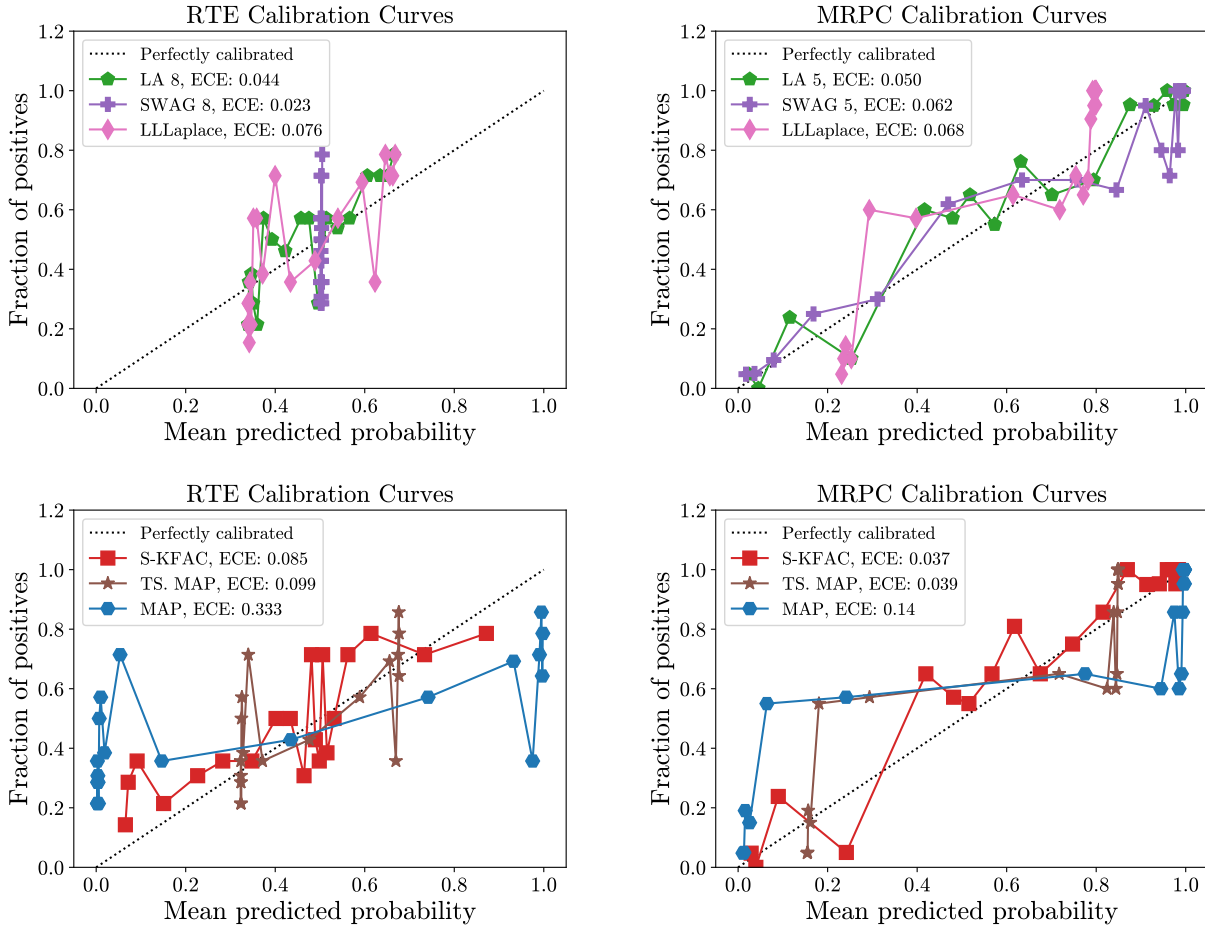 RTE Calibration Curves
Fraction of positives
1.2
1.0
0.8
0.6
0.4
0.2
0.0
Perfectly calibrated
LA 8, ECE: 0.044
SWAG 8, ECE: 0.023
LLLaplace, ECE: 0.076
0.0 0.2 0.4 0.6 0.8 1.0
Mean predicted probability
MRPC Calibration Curves
Fraction of positives
1.2
1.0
0.8
0.6
0.4
0.2
0.0
Perfectly calibrated
LA 5, ECE: 0.050
SWAG 5, ECE: 0.062
LLLaplace, ECE: 0.068
0.0 0.2 0.4 0.6 0.8 1.0
Mean predicted probability
RTE Calibration Curves
Fraction of positives
1.2
1.0
0.8
0.6
0.4
0.2
0.0
Perfectly calibrated
S-KFAC, ECE: 0.085
TS. MAP, ECE: 0.099
MAP, ECE: 0.333
0.0 0.2 0.4 0.6 0.8 1.0
Mean predicted probability
MRPC Calibration Curves
Fraction of positives
1.2
1.0
0.8
0.6
0.4
0.2
0.0
Perfectly calibrated
S-KFAC, ECE: 0.037
TS. MAP, ECE: 0.039
MAP, ECE: 0.14
0.0 0.2 0.4 0.6 0.8 1.0
Mean predicted probability